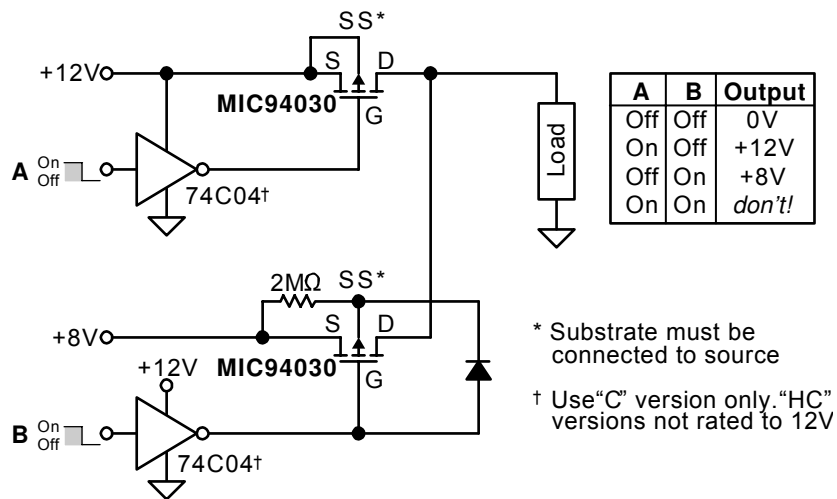 SS*
+12V
S
D
MIC94030
G
A
On
Off
74C04†
Load
A B Output
Off Off 0V
On Off +12V
Off On +8V
On On don't!
2MΩ
SS*
+8V
S
D
MIC94030
G
+12V
B
On
Off
74C04†
* Substrate must be
connected to source
† Use“C” version only.“HC”
versions not rated to 12V